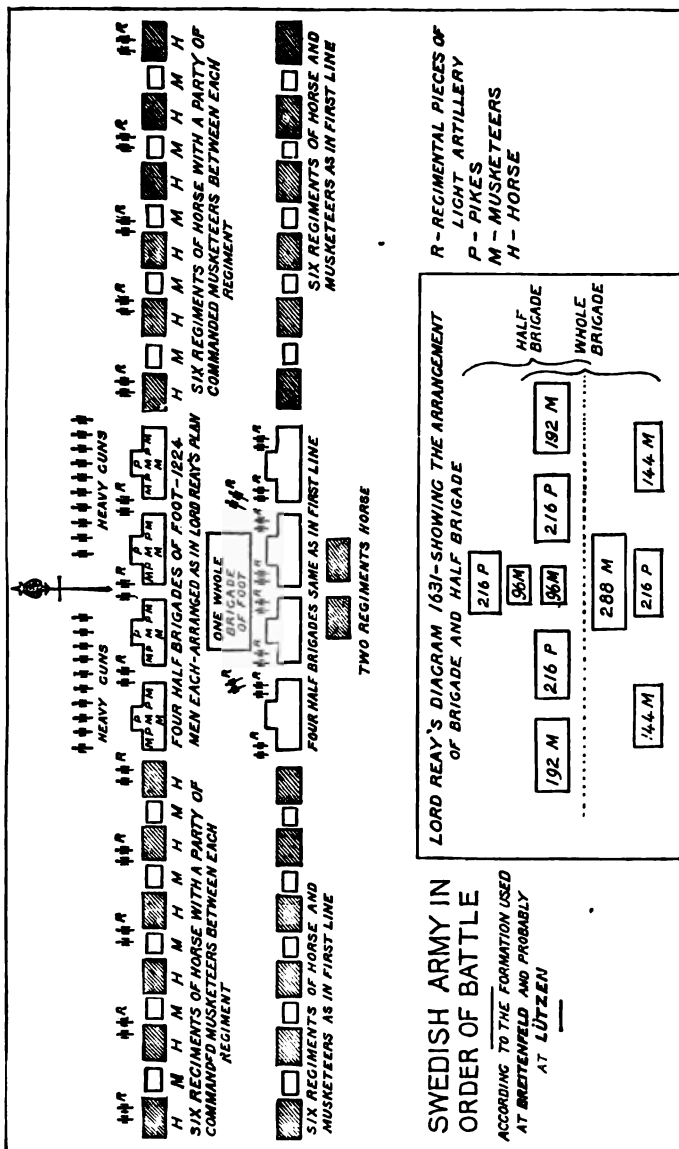 HEAVY GUNS
HEAVY GUNS
R R R R R R R R R R R
H M H M H M H M H M H
P P P P
MPMPM MPMPM MPMPM MPMPM
M M M M
H M H M H M H M H M H
SIX REGIMENTS OF HORSE WITH A PARTY OF
COMMANDED MUSKETEERS BETWEEN EACH
REGIMENT
FOUR HALF BRIGADES OF FOOT-1224
MEN EACH-ARRANGED AS IN LORD REAY'S PLAN
SIX REGIMENTS OF HORSE WITH A PARTY OF
COMMANDED MUSKETEERS BETWEEN EACH
REGIMENT
ONE WHOLE
BRIGADE
OF FOOT
R R
R R R R R
SIX REGIMENTS OF HORSE AND
MUSKETEERS AS IN FIRST LINE
FOUR HALF BRIGADES SAME AS IN FIRST LINE
TWO REGIMENTS HORSE
SIX REGIMENTS OF HORSE AND
MUSKETEERS AS IN FIRST LINE
SWEDISH ARMY IN
ORDER OF BATTLE
ACCORDING TO THE FORMATION USED
AT BREITENFELD AND PROBABLY
AT LÜTZEN
LORD REAY'S DIAGRAM 1631-SHOWING THE ARRANGEMENT
OF BRIGADE AND HALF BRIGADE
216 P
96M
192 M 216 P 96M 216 P 192 M
HALF
BRIGADE
WHOLE
BRIGADE
288 M
144 M 216 P 144 M
R-REGIMENTAL PIECES OF
LIGHT ARTILLERY
P-PIKES
M-MUSKETEERS
H-HORSE